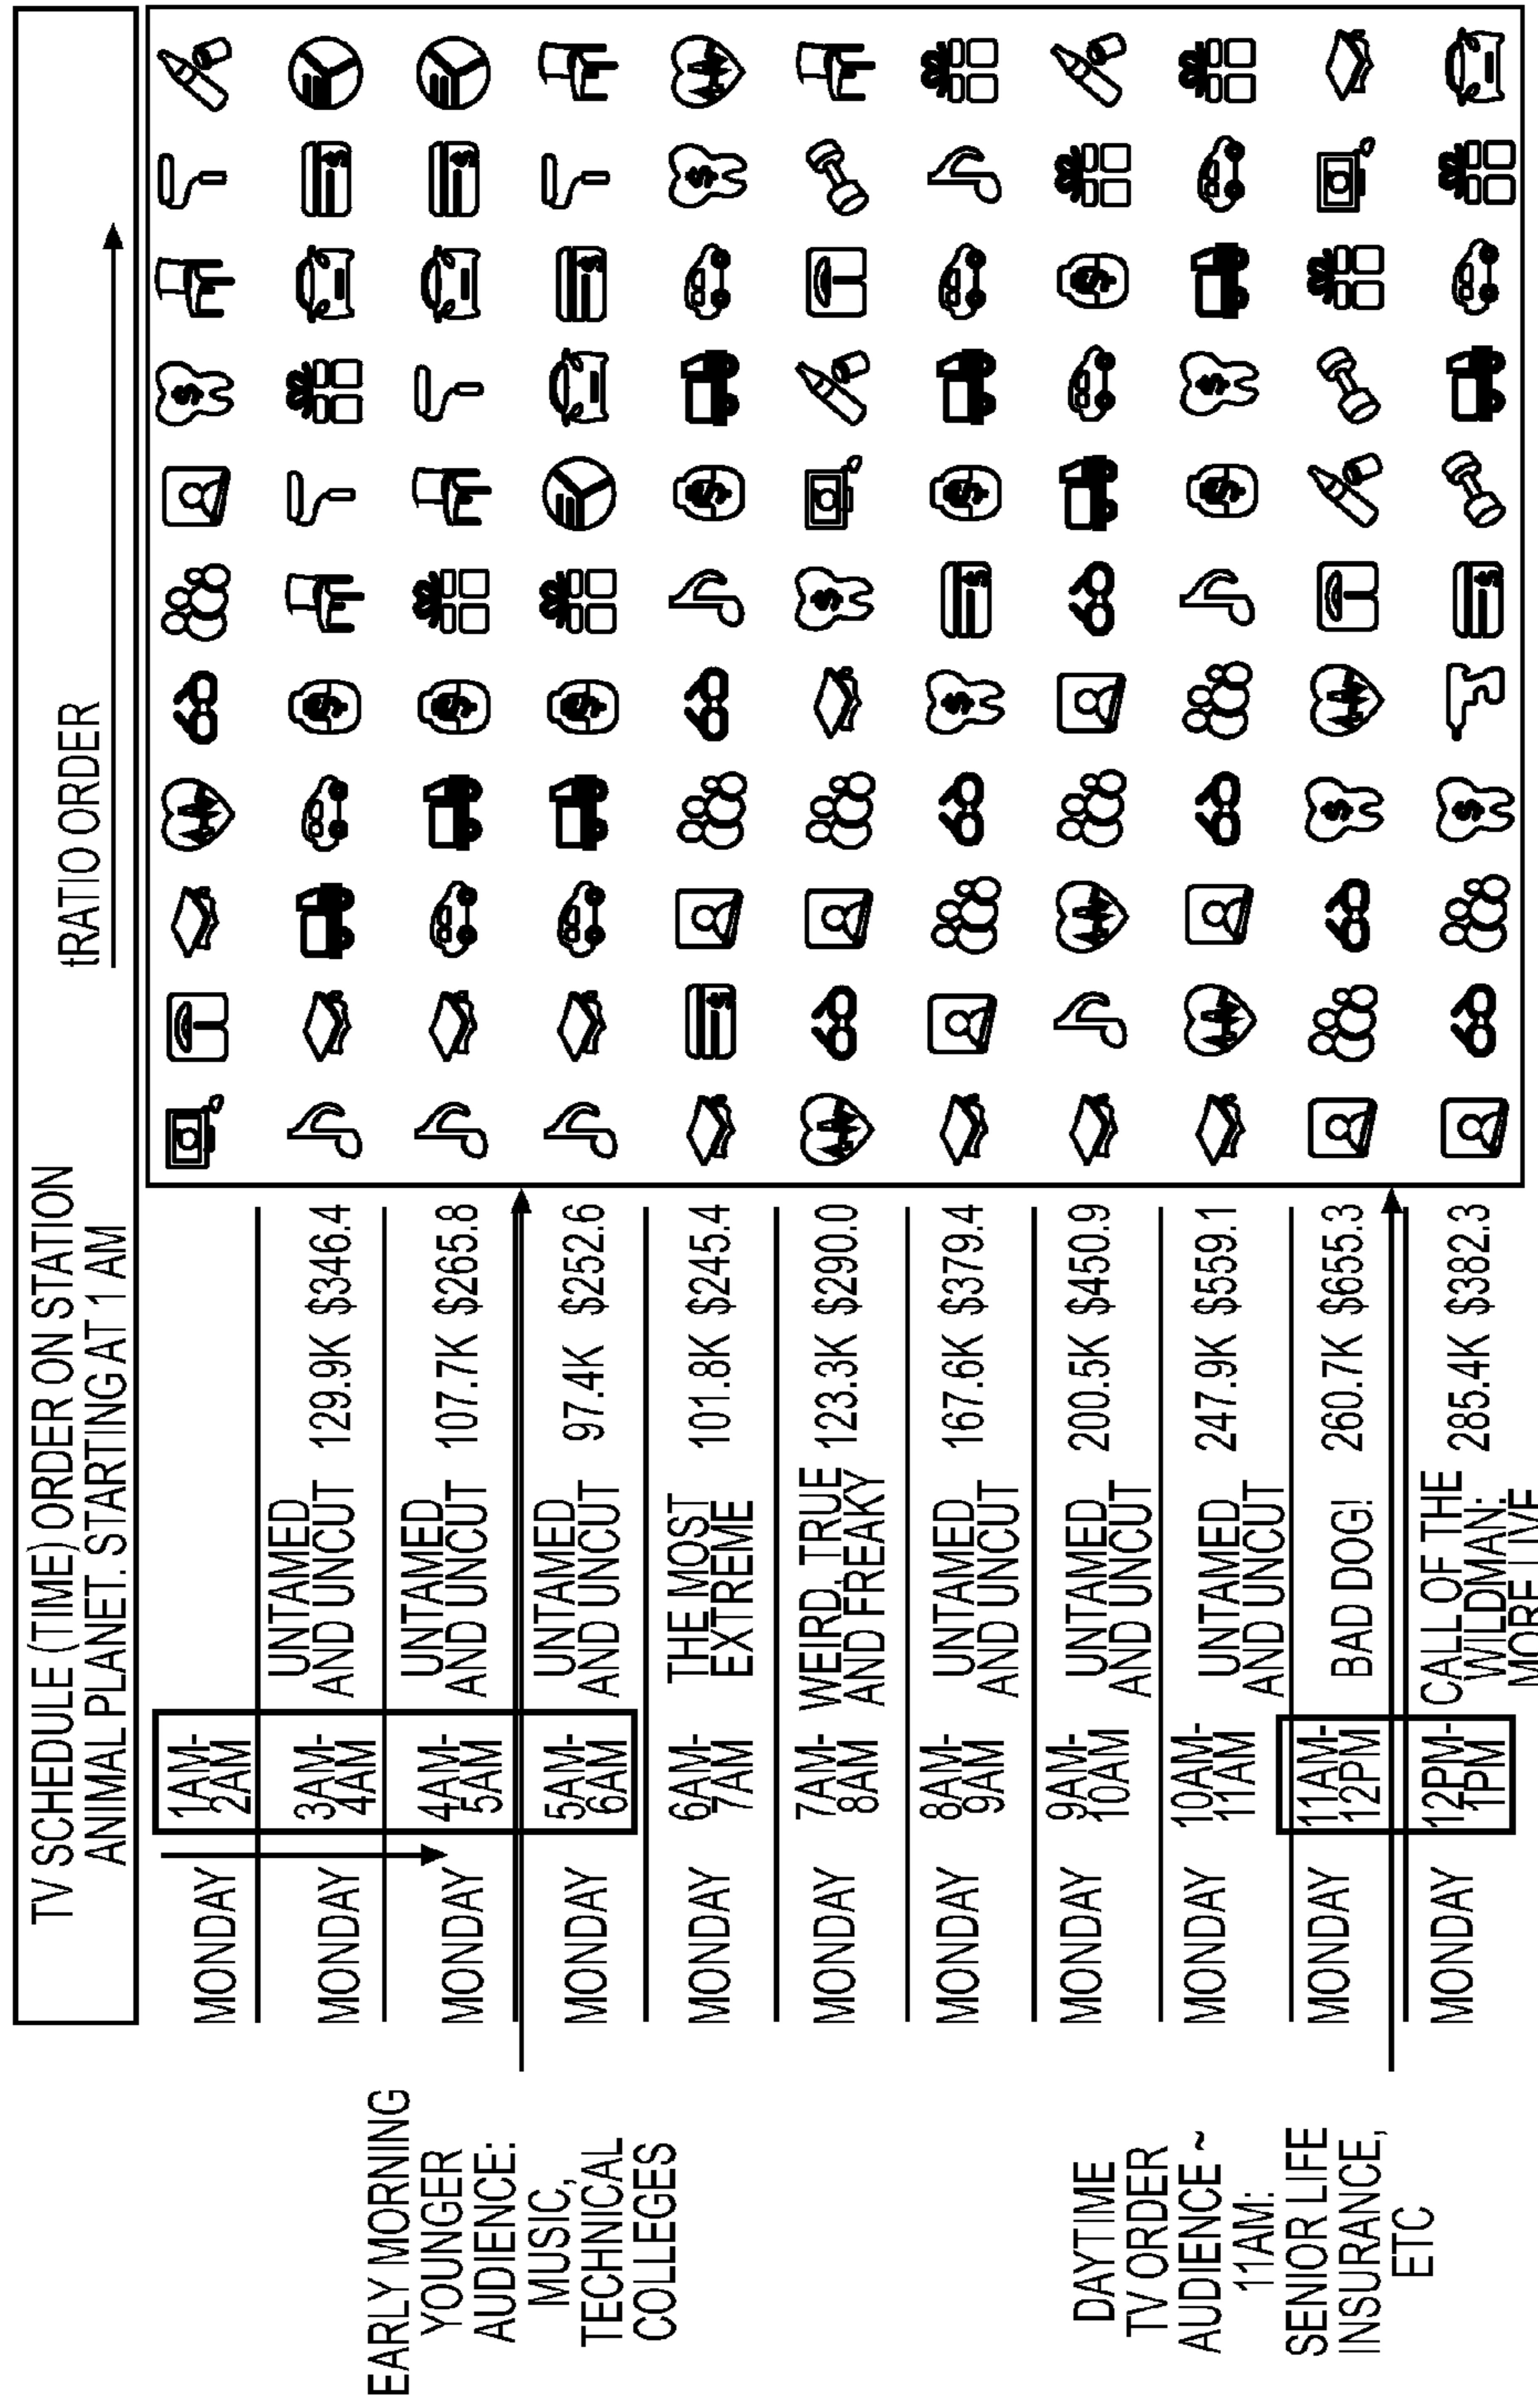 TV SCHEDULE (TIME) ORDER ON STATION
ANIMAL PLANET. STARTING AT 1 AM
tRATIO ORDER
MONDAY 1AM-
2AM
MONDAY 3AM-
4AM UNTAMED
AND UNCUT 129.9K $346.4
MONDAY 4AM-
5AM UNTAMED
AND UNCUT 107.7K $265.8
MONDAY 5AM-
6AM UNTAMED
AND UNCUT 97.4K $252.6
MONDAY 6AM-
7AM THE MOST
EXTREME 101.8K $245.4
MONDAY 7AM-
8AM WEIRD, TRUE
AND FREAKY 123.3K $290.0
MONDAY 8AM-
9AM UNTAMED
AND UNCUT 167.6K $379.4
MONDAY 9AM-
10AM UNTAMED
AND UNCUT 200.5K $450.9
MONDAY 10AM-
11AM UNTAMED
AND UNCUT 247.9K $559.1
MONDAY 11AM-
12PM BAD DOG! 260.7K $655.3
MONDAY 12PM-
1PM CALL OF THE
WILDMAN:
MORE LIVE 285.4K $382.3
EARLY MORNING
YOUNGER
AUDIENCE:
MUSIC,
TECHNICAL
COLLEGES
DAYTIME
TV ORDER
AUDIENCE ~
11AM:
SENIOR LIFE
INSURANCE,
ETC